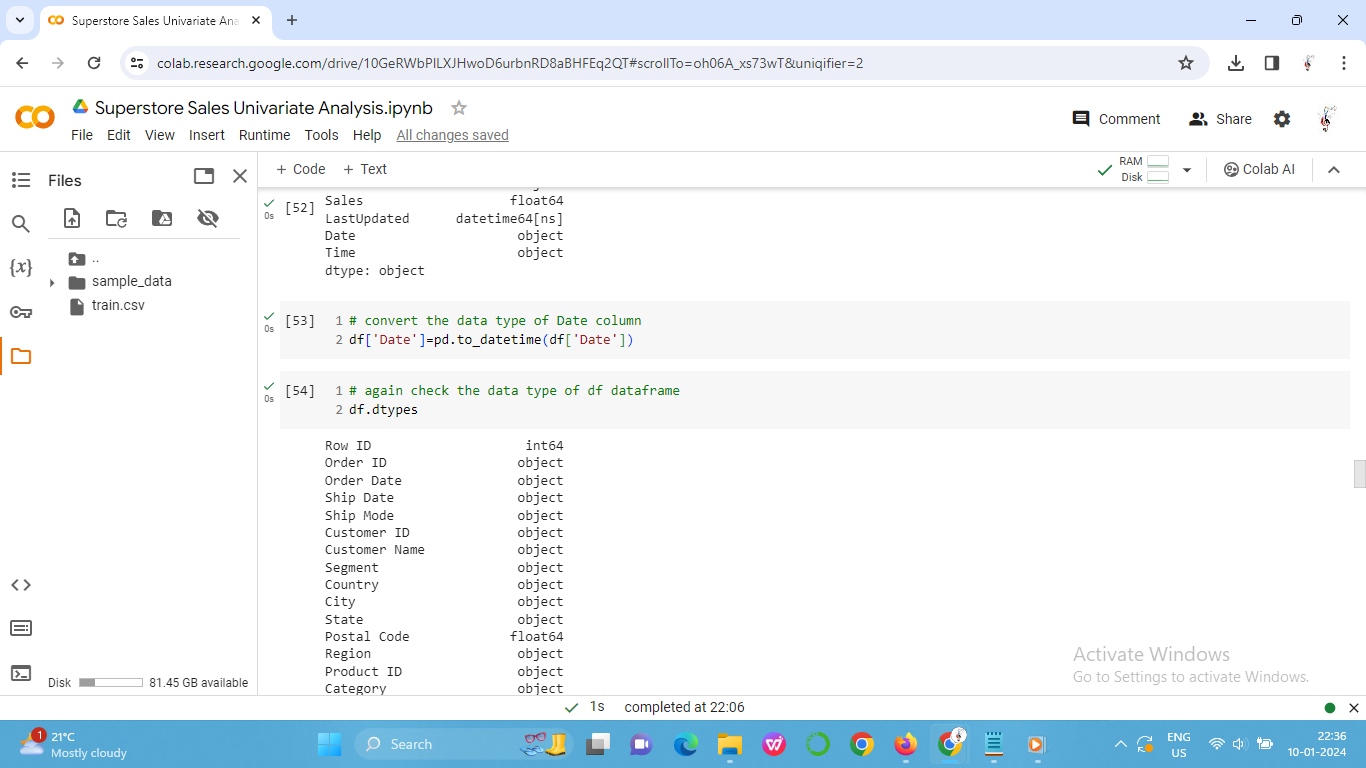 Superstore Sales Univariate Ana
colab.research.google.com/drive/10GeRWbPlLXJHwoD6urbnRD8aBHFEq2QT#scrollTo=oh06A_xs73wT&uniqifier=2
Superstore Sales Univariate Analysis.ipynb
File Edit View Insert Runtime Tools Help All changes saved
Comment Share
Files
+ Code + Text
RAM
Disk
Colab AI
..
sample_data
train.csv
{x}
Disk 81.45 GB available
0s
[52]
Sales float64
LastUpdated datetime64[ns]
Date object
Time object
dtype: object
0s
[53]
1 # convert the data type of Date column
2 df['Date']=pd.to_datetime(df['Date'])
0s
[54]
1 # again check the data type of df dataframe
2 df.dtypes
Row ID int64
Order ID object
Order Date object
Ship Date object
Ship Mode object
Customer ID object
Customer Name object
Segment object
Country object
City object
State object
Postal Code float64
Region object
Product ID object
Category object
Activate Windows
Go to Settings to activate Windows.
1s completed at 22:06
1
21°C
Mostly cloudy
Search
ENG
US
22:36
10-01-2024